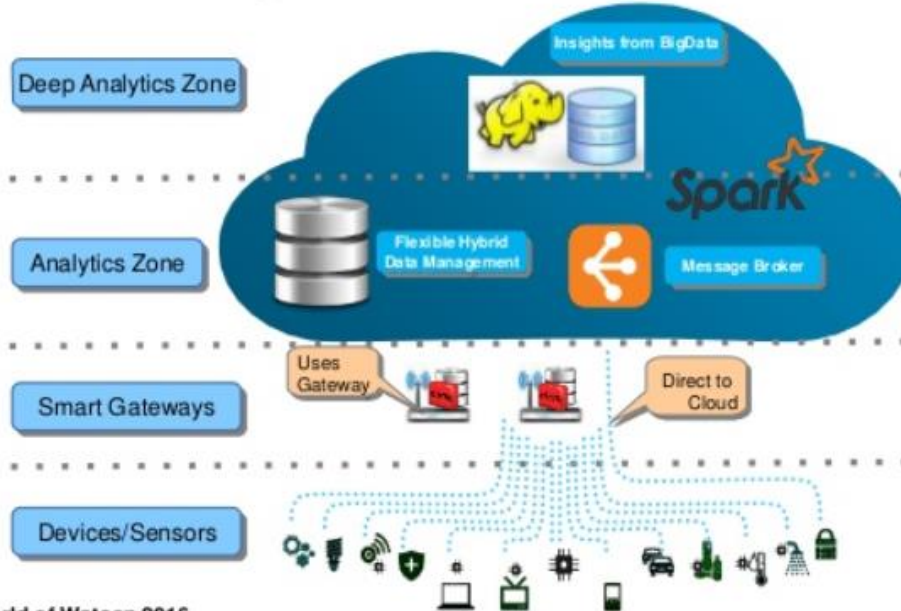 Insights from BigData
Deep Analytics Zone
Spark
Analytics Zone
Flexible Hybrid
Data Management
Message Broker
Uses
Gateway
Direct to
Cloud
Smart Gateways
Devices/Sensors
of Watson 2016